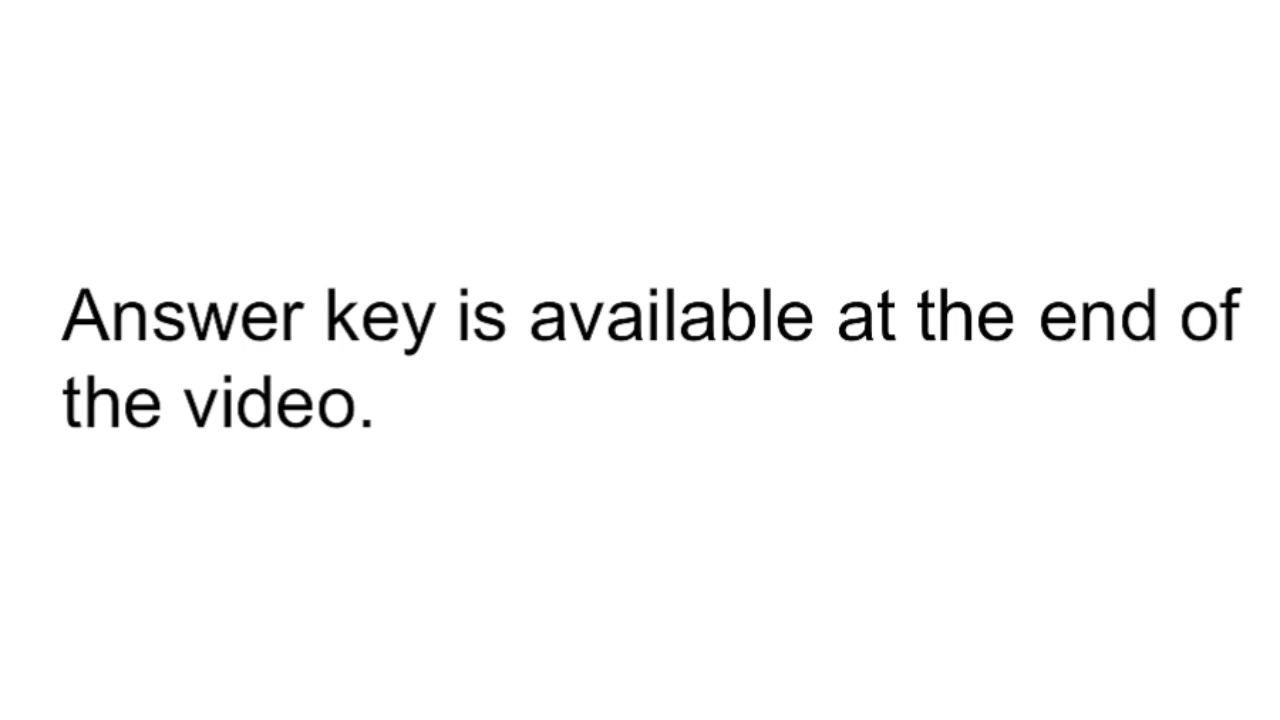 Answer key is available at the end of
the video.